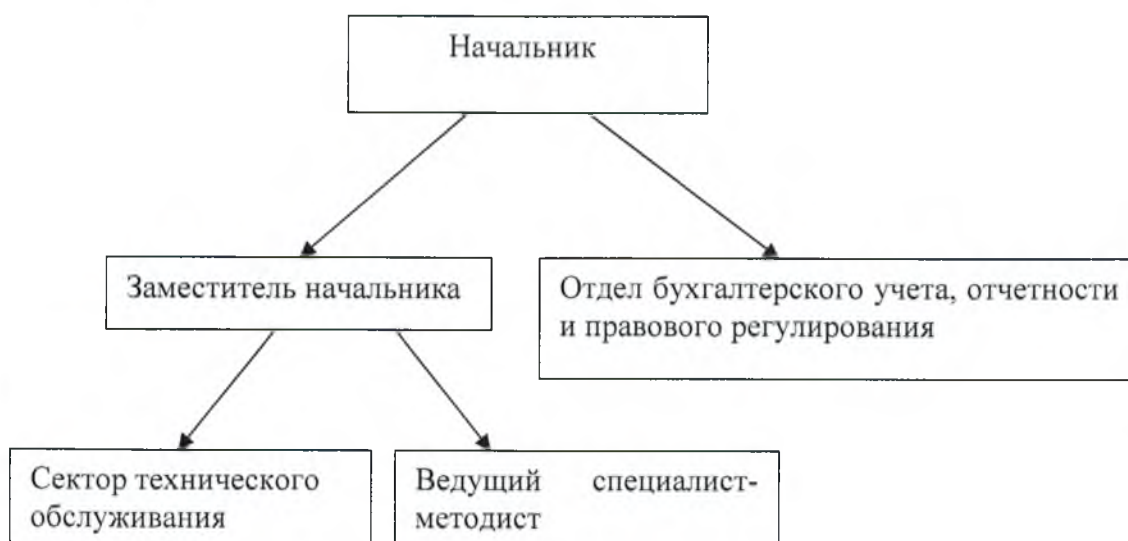 Начальник
Заместитель начальника
Отдел бухгалтерского учета, отчетности
и правового регулирования
Сектор технического
обслуживания
Ведущий специалист-
методист